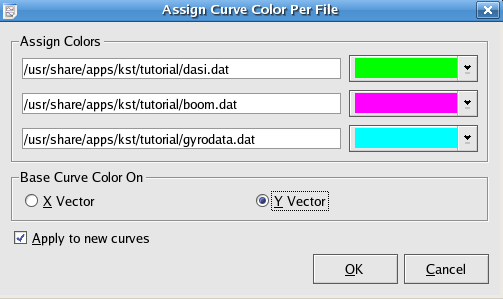 Assign Curve Color Per File
Assign Colors
/usr/share/apps/kst/tutorial/dasi.dat
/usr/share/apps/kst/tutorial/boom.dat
/usr/share/apps/kst/tutorial/gyrodata.dat
Base Curve Color On
X Vector
Y Vector
Apply to new curves
OK
Cancel